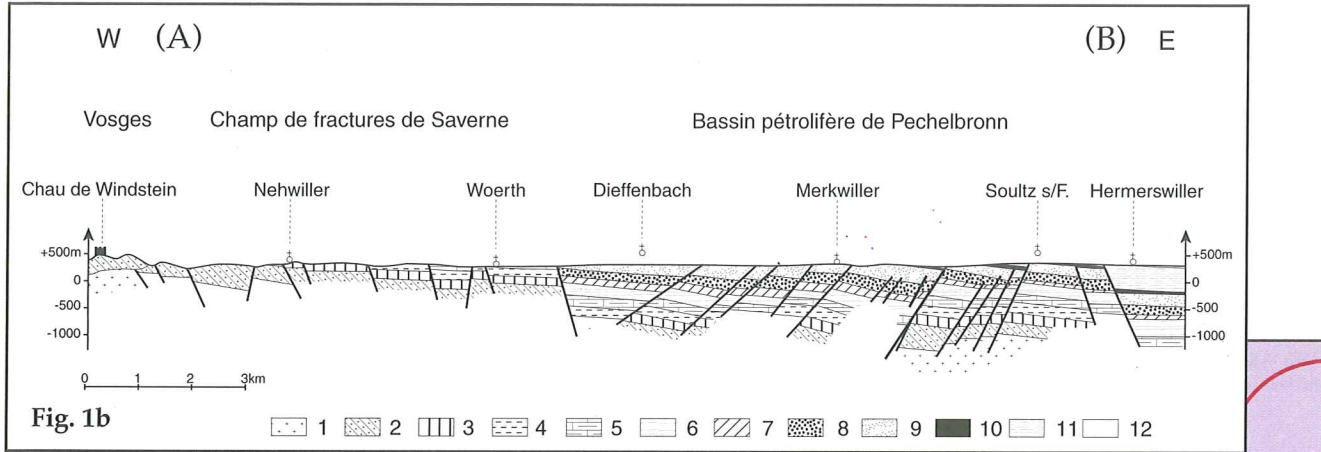 W (A) (B) E
Vosges Champ de fractures de Saverne Bassin pétrolifère de Pechelbronn
Chau de Windstein Nehwiller Woerth Dieffenbach Merkwiller Soultz s/F. Hermerswiller
+500m +500m
0 0
-500 -500
-1000 -1000
0 1 2 3km
Fig. 1b 1 2 3 4 5 6 7 8 9 10 11 12